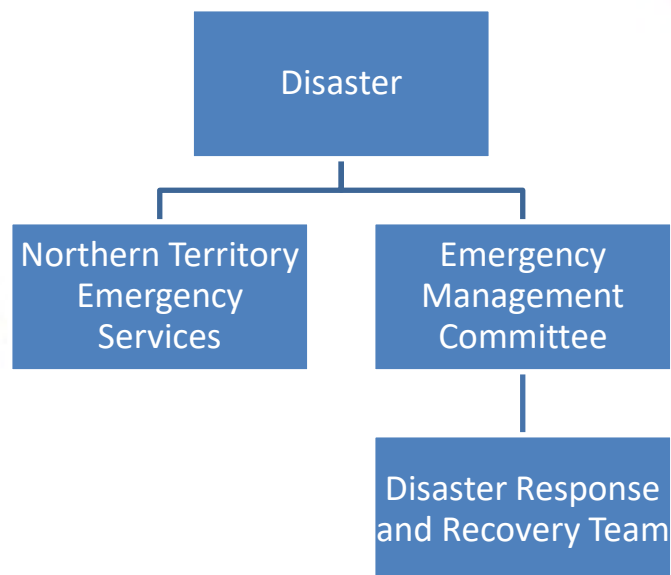 Disaster
Northern Territory
Emergency
Services
Emergency
Management
Committee
Disaster Response
and Recovery Team